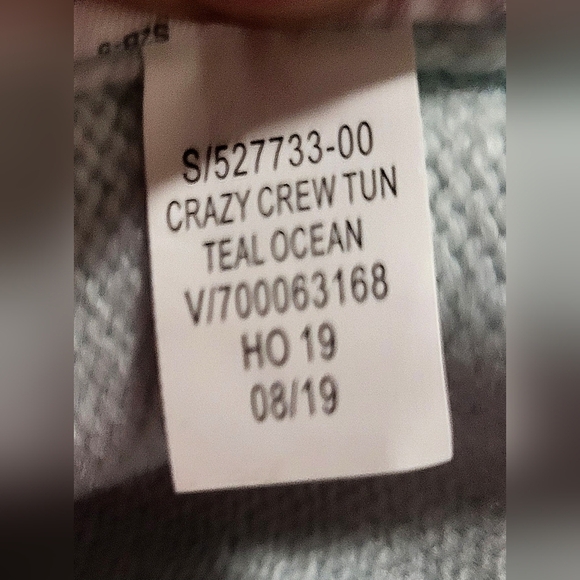 S/527733-00
CRAZY CREW TUN
TEAL OCEAN
V/700063168
HO 19
08/19